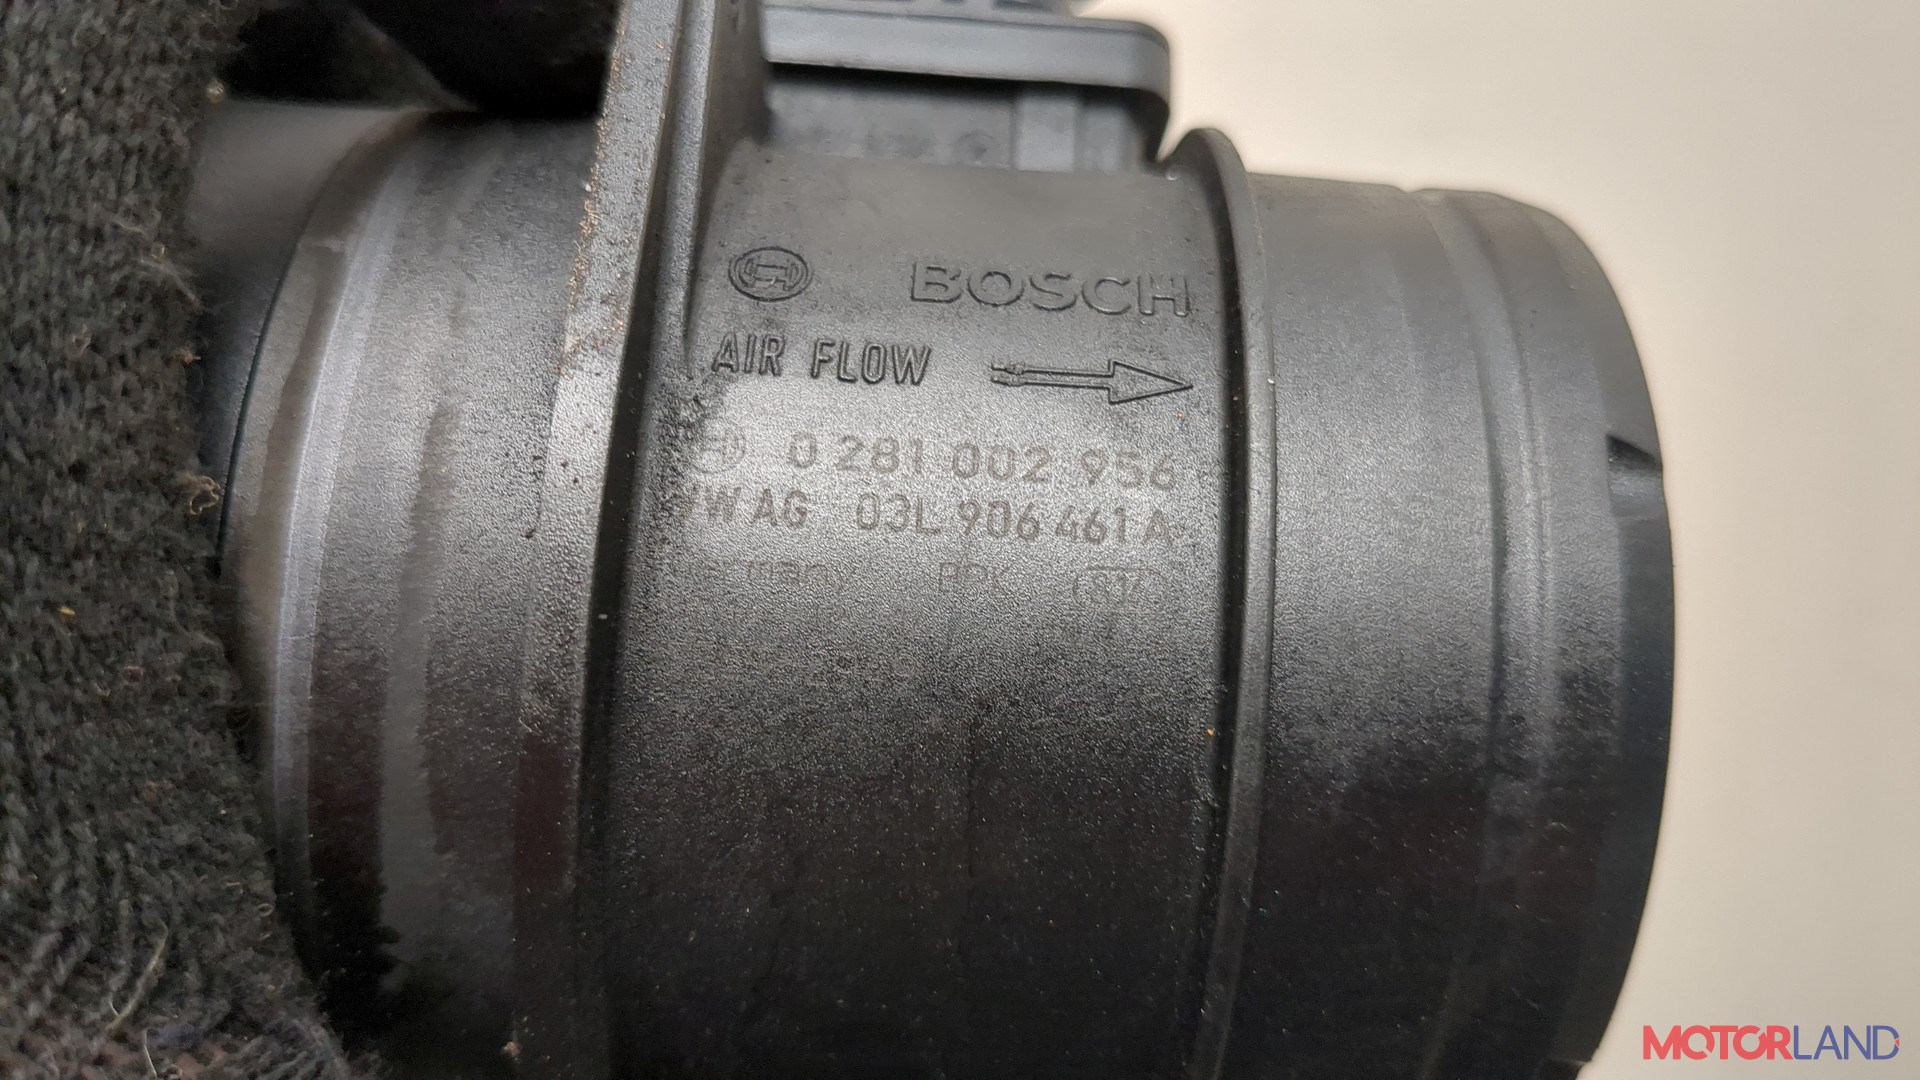 BOSCH
AIR FLOW
0 281 002 956
VW AG 03L 906 461 A
MOTORLAND